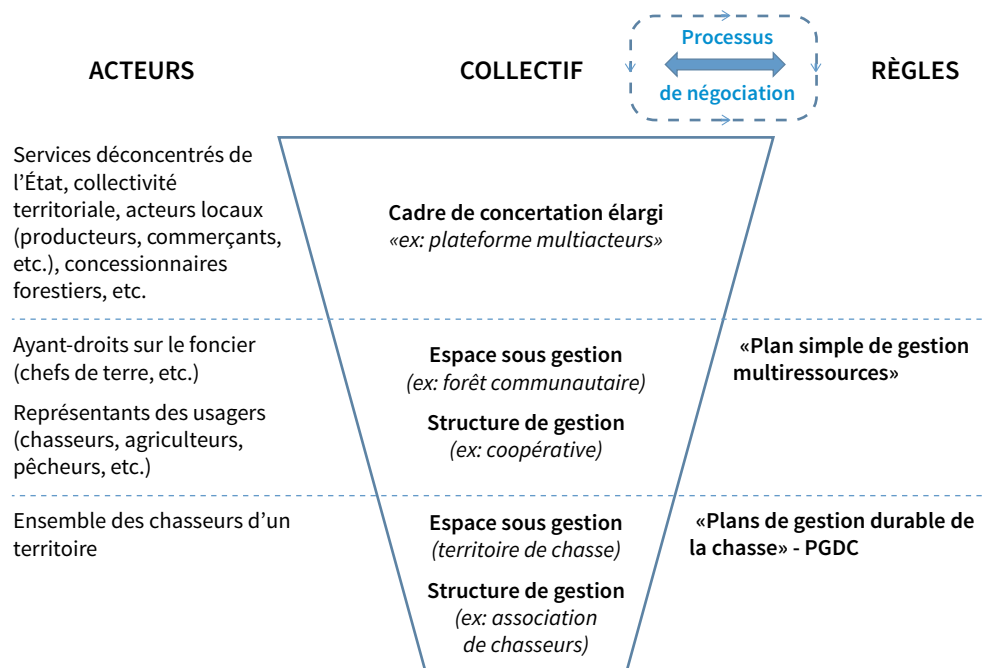 ACTEURS
COLLECTIF
Processus
de négociation
RÈGLES
Services déconcentrés de
l’État, collectivité
territoriale, acteurs locaux
(producteurs, commerçants,
etc.), concessionnaires
forestiers, etc.
Cadre de concertation élargi
«ex: plateforme multiacteurs»
Ayant-droits sur le foncier
(chefs de terre, etc.)
Représentants des usagers
(chasseurs, agriculteurs,
pêcheurs, etc.)
Espace sous gestion
(ex: forêt communautaire)
Structure de gestion
(ex: coopérative)
«Plan simple de gestion
multiressources»
Ensemble des chasseurs d’un
territoire
Espace sous gestion
(territoire de chasse)
Structure de gestion
(ex: association
de chasseurs)
«Plans de gestion durable de
la chasse» - PGDC